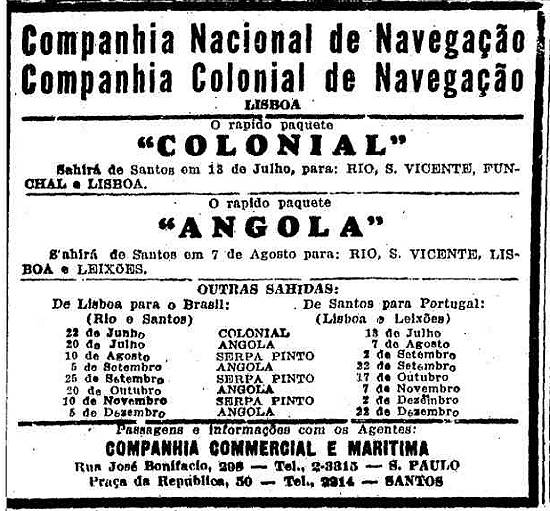 Companhia Nacional de Navegação
Companhia Colonial de Navegação
LISBOA
O rapido paquete
"COLONIAL"
Sahirá de Santos em 13 de Julho, para: RIO, S. VICENTE, FUN-
CHAL e LISBOA.
O rapido paquete
"ANGOLA"
Sahirá de Santos em 7 de Agosto para: RIO, S. VICENTE, LIS-
BOA e LEIXÕES.
OUTRAS SAHIDAS:
De Lisboa para o Brasil: De Santos para Portugal:
(Rio e Santos) (Lisboa e Leixões)
22 de Junho COLONIAL 13 de Julho
20 de Julho ANGOLA 7 de Agosto
10 de Agosto SERPA PINTO 2 de Setembro
5 de Setembro ANGOLA 22 de Setembro
25 de Setembro SERPA PINTO 17 de Outubro
20 de Outubro ANGOLA 7 de Novembro
10 de Novembro SERPA PINTO 2 de Dezembro
5 de Dezembro ANGOLA 22 de Dezembro
Passagens e informações com os Agentes:
COMPANHIA COMMERCIAL E MARITIMA
Rua José Bonifacio, 298 — Tel., 2-3815 — S. PAULO
Praça da Republica, 50 — Tel., 2214 — SANTOS